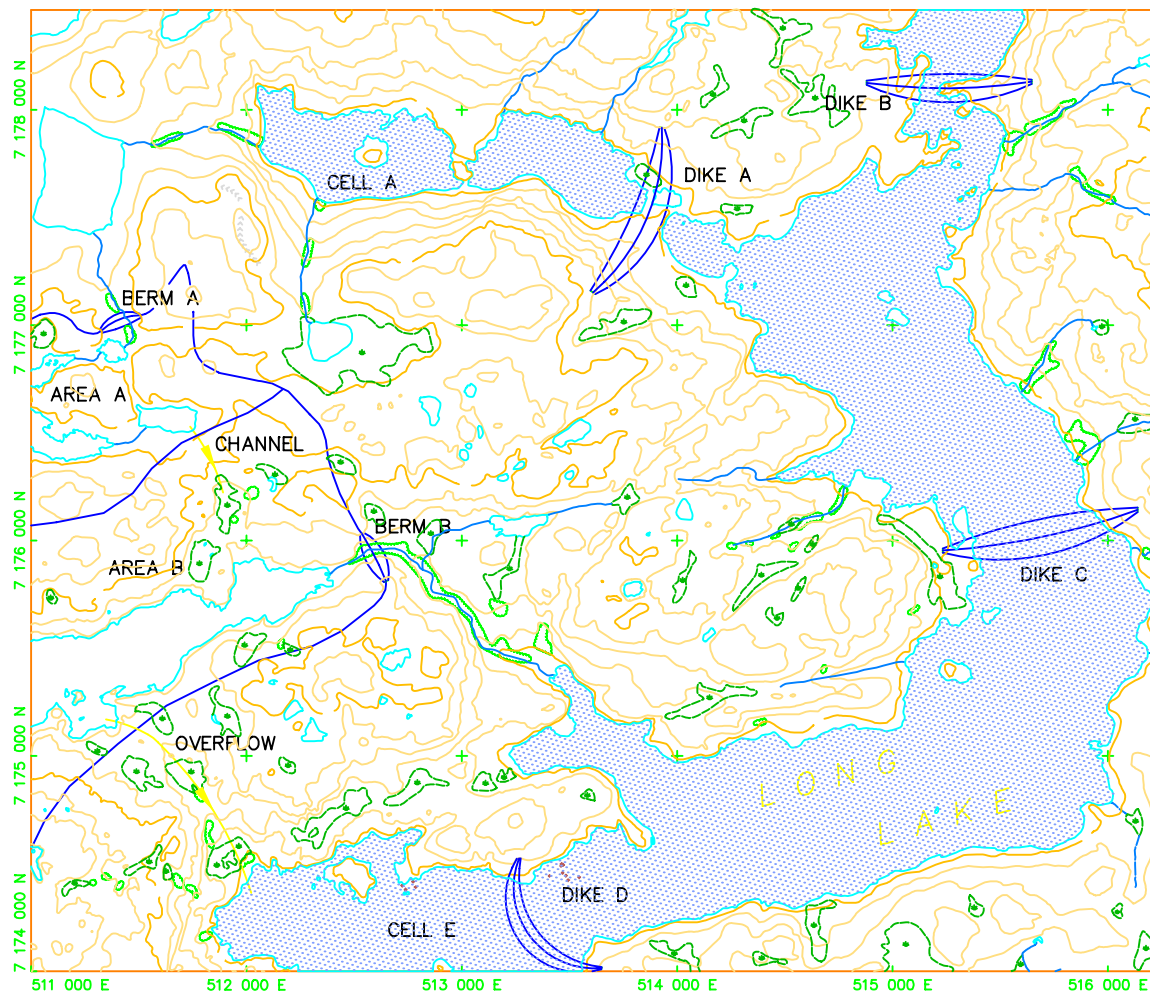 DIKE B
7 178 000 N
CELL A
DIKE A
BERM A
7 177 000 N
AREA A
CHANNEL
7 176 000 N
BERM B
AREA B
DIKE C
7 175 000 N
OVERFLOW
LONG
LAKE
DIKE D
CELL E
7 174 000 N
511 000 E
512 000 E
513 000 E
514 000 E
515 000 E
516 000 E